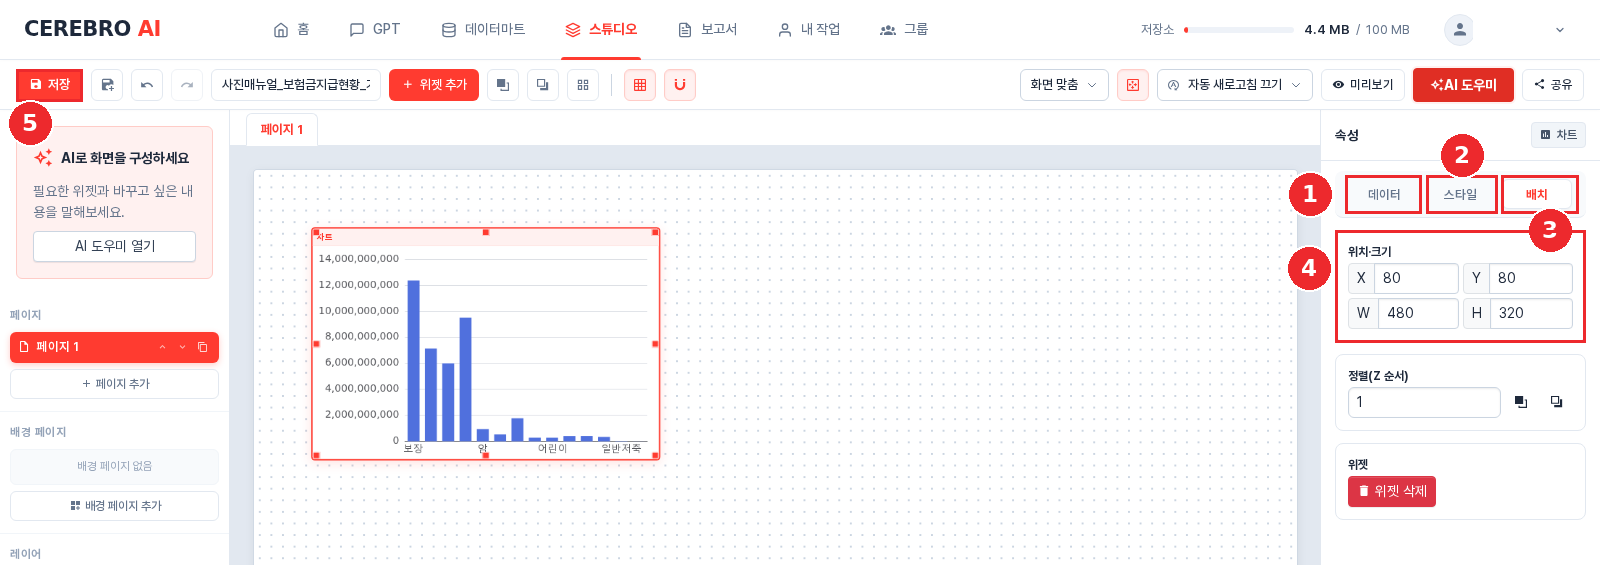 CEREBRO AI
홈
GPT
데이터마트
스튜디오
보고서
내 작업
그룹
저장소
4.4 MB / 100 MB
저장
사진매뉴얼_보험금지급현황_
위젯 추가
화면 맞춤
자동 새로고침 끄기
미리보기
AI 도우미
공유
5
AI로 화면을 구성하세요
필요한 위젯과 바꾸고 싶은 내
용을 말해보세요.
AI 도우미 열기
페이지
페이지 1
+ 페이지 추가
배경 페이지
배경 페이지 없음
배경 페이지 추가
레이어
페이지 1
차트
14,000,000,000
12,000,000,000
10,000,000,000
8,000,000,000
6,000,000,000
4,000,000,000
2,000,000,000
0
보장
암
어린이
일반저축
속성
차트
2
1
데이터
스타일
배치
3
4
위치·크기
X 80
Y 80
W 480
H 320
정렬(Z 순서)
1
위젯
위젯 삭제